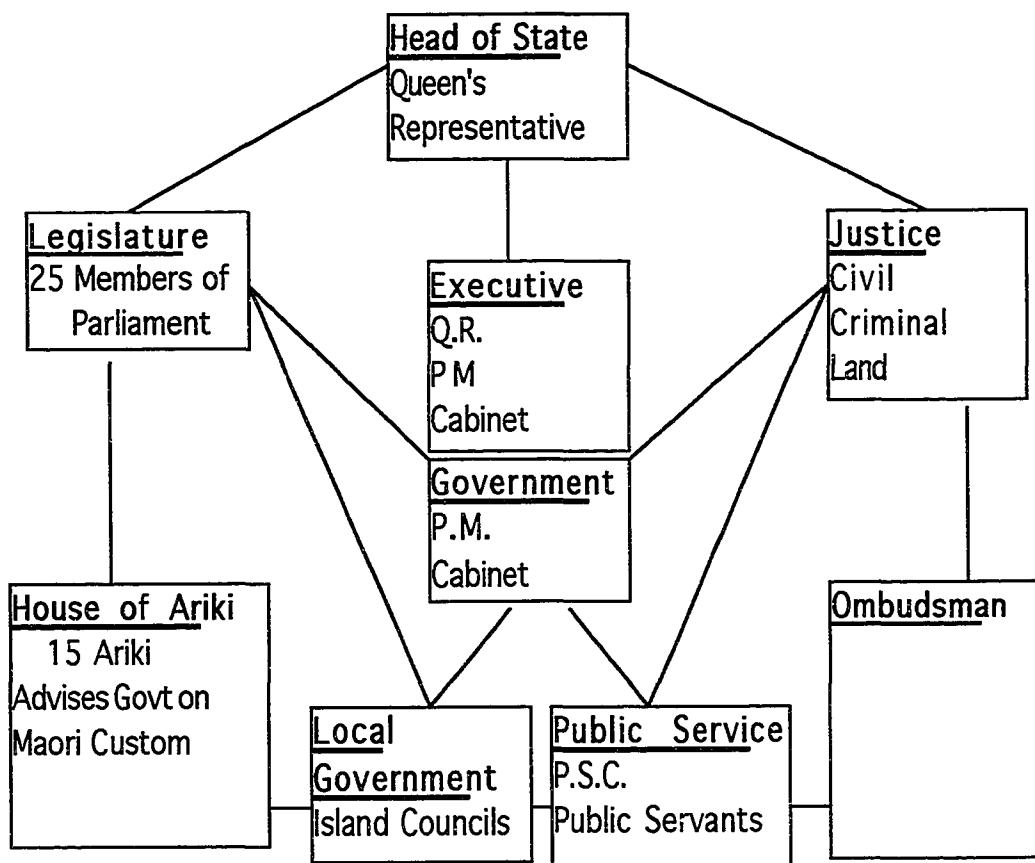 Head of State
Queen's
Representative
Legislature
25 Members of
Parliament
Executive
Q.R.
PM
Cabinet
Justice
Civil
Criminal
Land
Government
P.M.
Cabinet
House of Ariki
15 Ariki
Advises Govt on
Maori Custom
Local
Government
Island Councils
Public Service
P.S.C.
Public Servants
Ombudsman